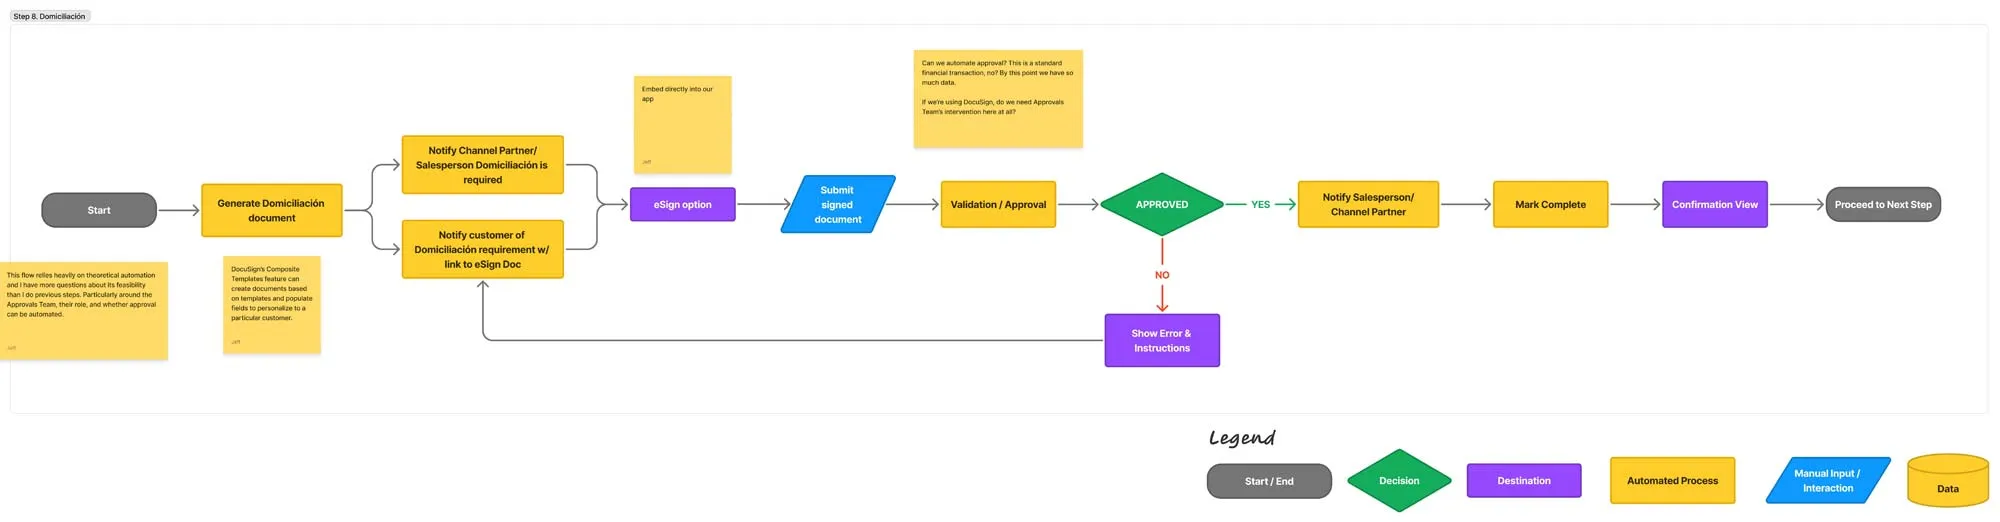 Step 8. Domiciliación
Can we automate approval? This is a standard
financial transaction, no? By this point we have so
much data.
If we're using DocuSign, do we need Approvals
Team's intervention here at all?
Embed directly into our
app
Jeff
Start
Generate Domiciliación
document
Notify Channel Partner/
Salesperson Domiciliación is
required
Notify customer of
Domiciliación requirement w/
link to eSign Doc
eSign option
Submit
signed
document
Validation / Approval
APPROVED
YES
Notify Salesperson/
Channel Partner
Mark Complete
Confirmation View
Proceed to Next Step
NO
Show Error &
Instructions
This flow relies heavily on theoretical automation
and I have more questions about its feasibility
than I do previous steps. Particularly around the
Approvals Team, their role, and whether approval
can be automated.
Jeff
DocuSign's Composite
Templates feature can
create documents based
on templates and populate
fields to personalize to a
particular customer.
Jeff
Legend
Start / End
Decision
Destination
Automated Process
Manual Input /
Interaction
Data